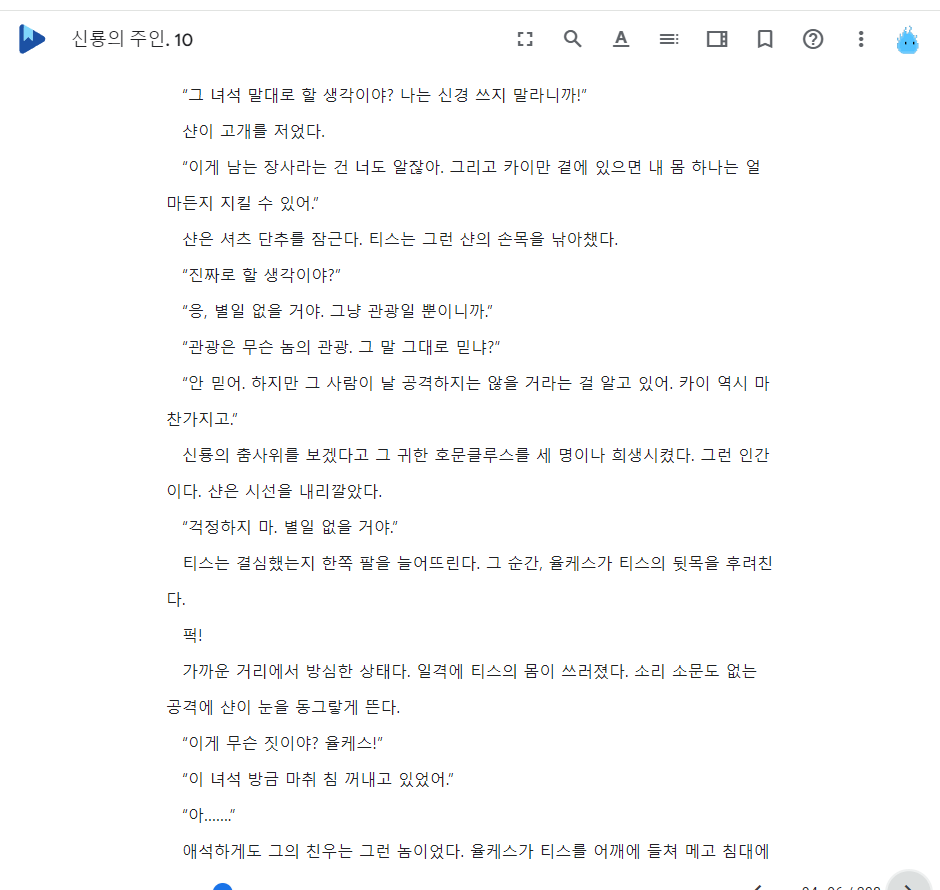 신룡의 주인. 10
"그 녀석 말대로 할 생각이야? 나는 신경 쓰지 말라니까!"
샨이 고개를 저었다.
"이게 남는 장사라는 건 너도 알잖아. 그리고 카이만 곁에 있으면 내 몸 하나는 얼
마든지 지킬 수 있어."
샨은 셔츠 단추를 잠근다. 티스는 그런 샨의 손목을 낚아챘다.
"진짜로 할 생각이야?"
"응, 별일 없을 거야. 그냥 관광일 뿐이니까."
"관광은 무슨 놈의 관광. 그 말 그대로 믿냐?"
"안 믿어. 하지만 그 사람이 날 공격하지는 않을 거라는 걸 알고 있어. 카이 역시 마
찬가지고."
신룡의 춤사위를 보겠다고 그 귀한 호문클루스를 세 명이나 희생시켰다. 그런 인간
이다. 샨은 시선을 내리깔았다.
"걱정하지 마. 별일 없을 거야."
티스는 결심했는지 한쪽 팔을 늘어뜨린다. 그 순간, 율케스가 티스의 뒷목을 후려친
다.
퍽!
가까운 거리에서 방심한 상태다. 일격에 티스의 몸이 쓰러졌다. 소리 소문도 없는
공격에 샨이 눈을 동그랗게 뜬다.
"이게 무슨 짓이야? 율케스!"
"이 녀석 방금 마취 침 꺼내고 있었어."
"아......."
애석하게도 그의 친우는 그런 놈이었다. 율케스가 티스를 어깨에 들쳐 메고 침대에